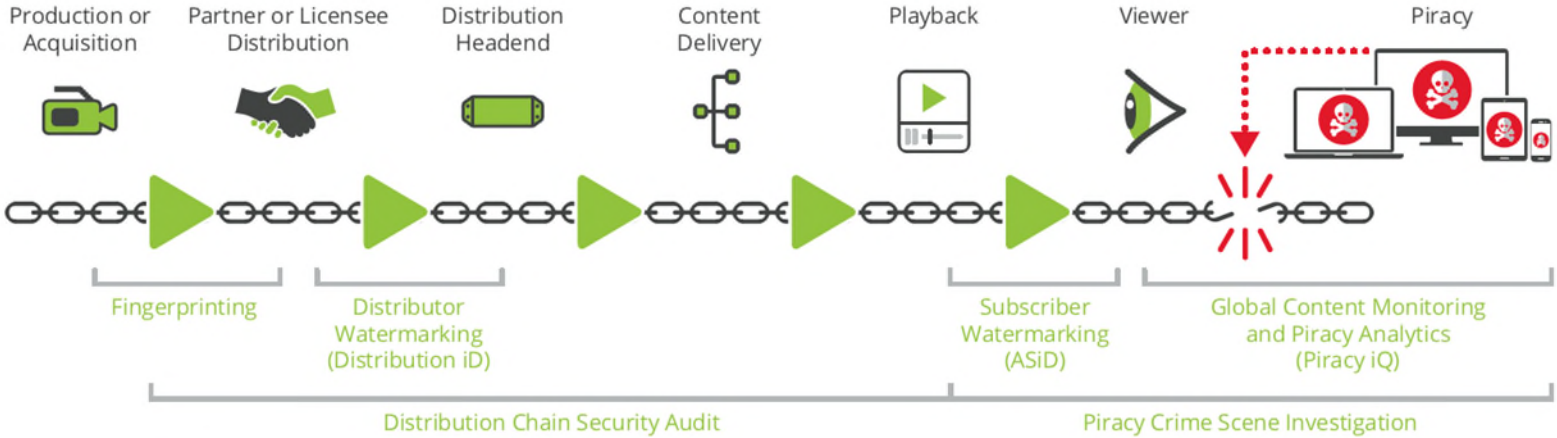 Production or
Acquisition
Partner or Licensee
Distribution
Distribution
Headend
Content
Delivery
Playback
Viewer
Piracy
Fingerprinting
Distributor
Watermarking
(Distribution iD)
Subscriber
Watermarking
(ASiD)
Global Content Monitoring
and Piracy Analytics
(Piracy iQ)
Distribution Chain Security Audit
Piracy Crime Scene Investigation